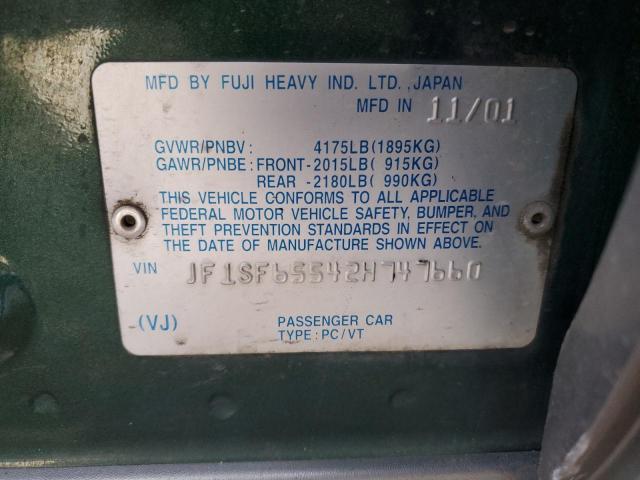 MFD BY FUJI HEAVY IND. LTD., JAPAN
MFD IN 11/01
GVWR/PNBV: 4175LB(1895KG)
GAWR/PNBE: FRONT-2015LB( 915KG)
REAR -2180LB( 990KG)
THIS VEHICLE CONFORMS TO ALL APPLICABLE
FEDERAL MOTOR VEHICLE SAFETY, BUMPER, AND
THEFT PREVENTION STANDARDS IN EFFECT ON
THE DATE OF MANUFACTURE SHOWN ABOVE.
VIN JF1SF65542H747660
(VJ) PASSENGER CAR
TYPE: PC/VT